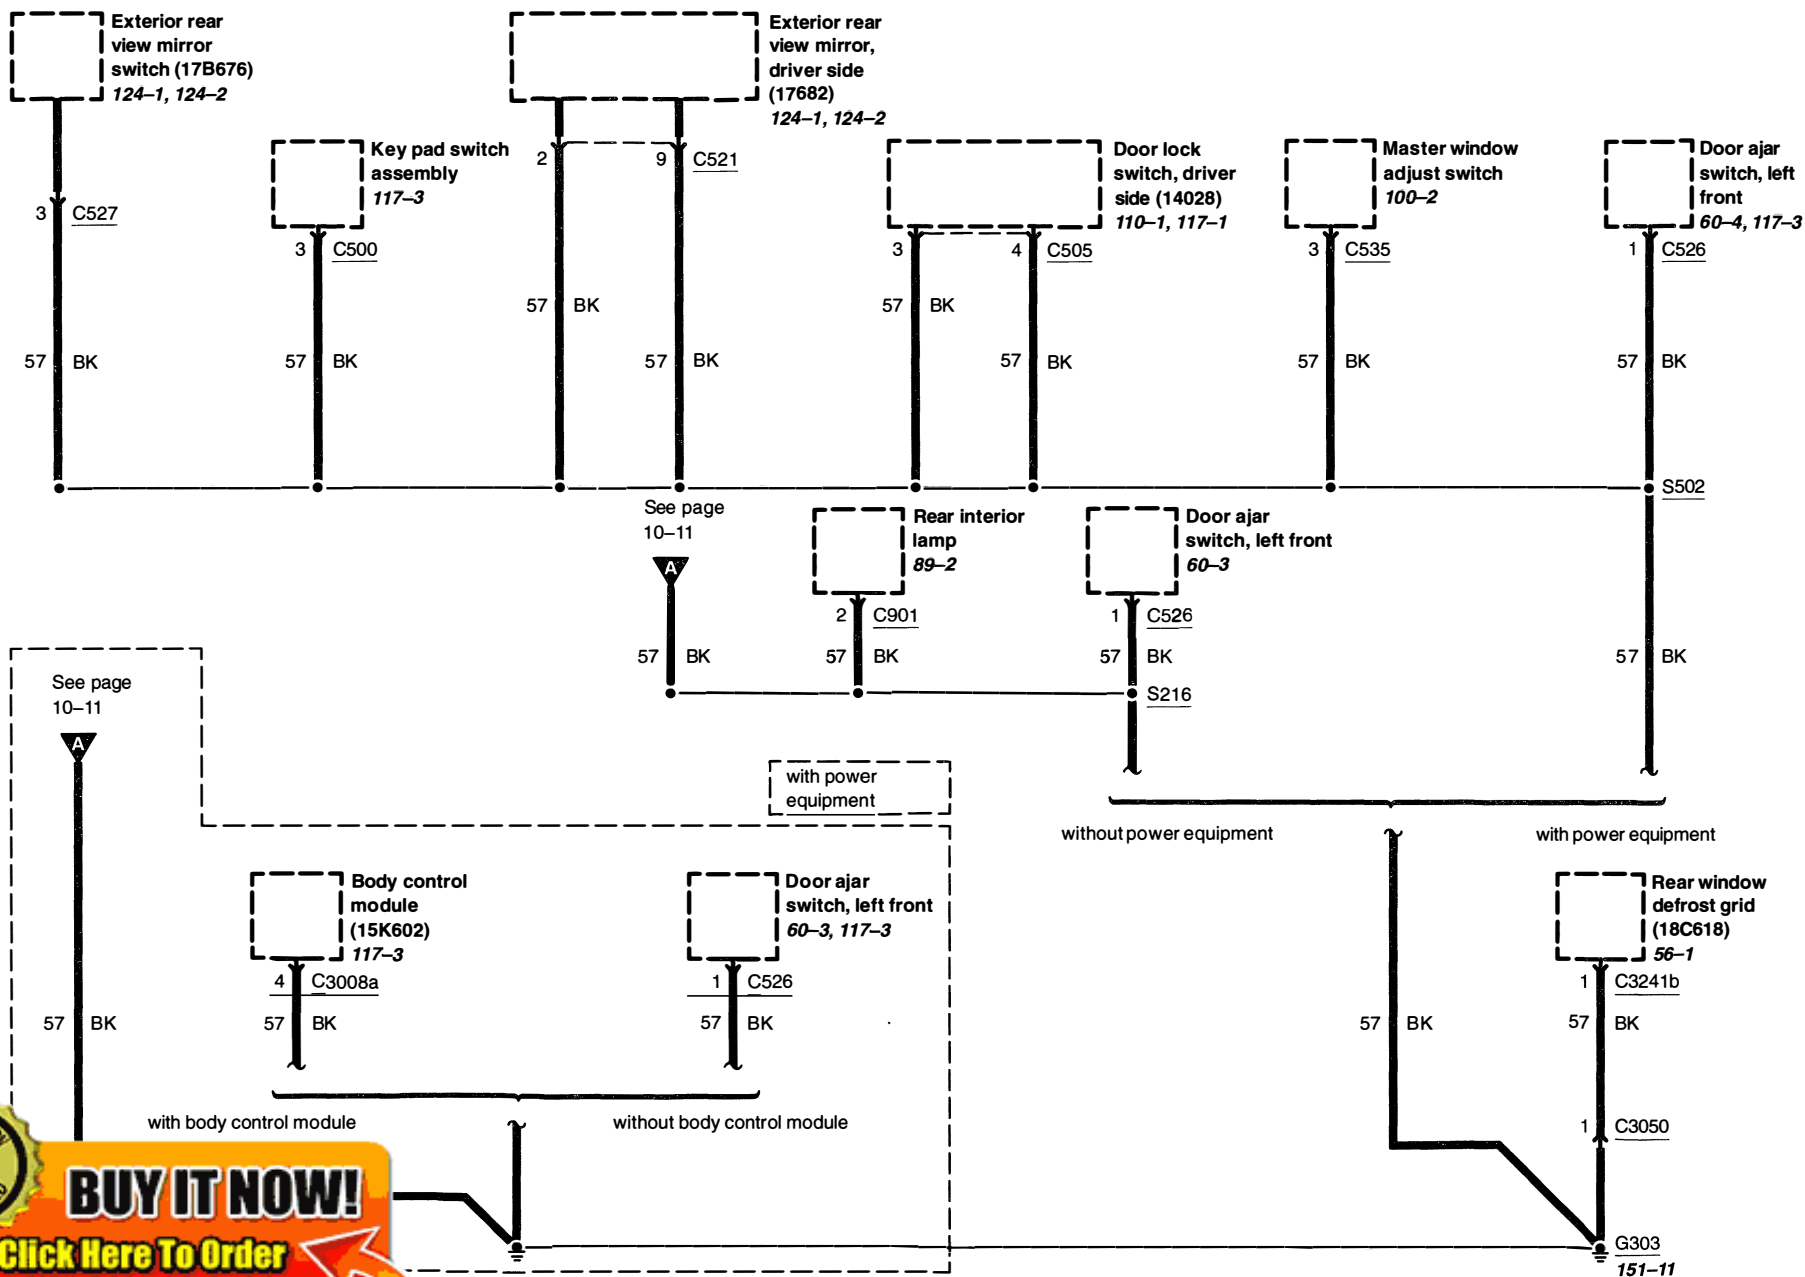 Exterior rear
view mirror
switch (17B676)
124–1, 124–2
Exterior rear
view mirror,
driver side
(17682)
124–1, 124–2
Key pad switch
assembly
117–3
Door lock
switch, driver
side (14028)
110–1, 117–1
Master window
adjust switch
100–2
Door ajar
switch, left
front
60–4, 117–3
3 C527
3 C500
2
9 C521
3
4 C505
3 C535
1 C526
57 BK
57 BK
57 BK
57 BK
57 BK
57 BK
57 BK
57 BK
S502
See page
10–11
A
Rear interior
lamp
89–2
Door ajar
switch, left front
60–3
2 C901
1 C526
57 BK
57 BK
57 BK
57 BK
S216
See page
10–11
A
with power
equipment
without power equipment
with power equipment
Body control
module
(15K602)
117–3
Door ajar
switch, left front
60–3, 117–3
Rear window
defrost grid
(18C618)
56–1
4 C3008a
1 C526
1 C3241b
57 BK
57 BK
57 BK
57 BK
57 BK
with body control module
without body control module
1 C3050
BUY IT NOW!
Click Here To Order
G303
151–11